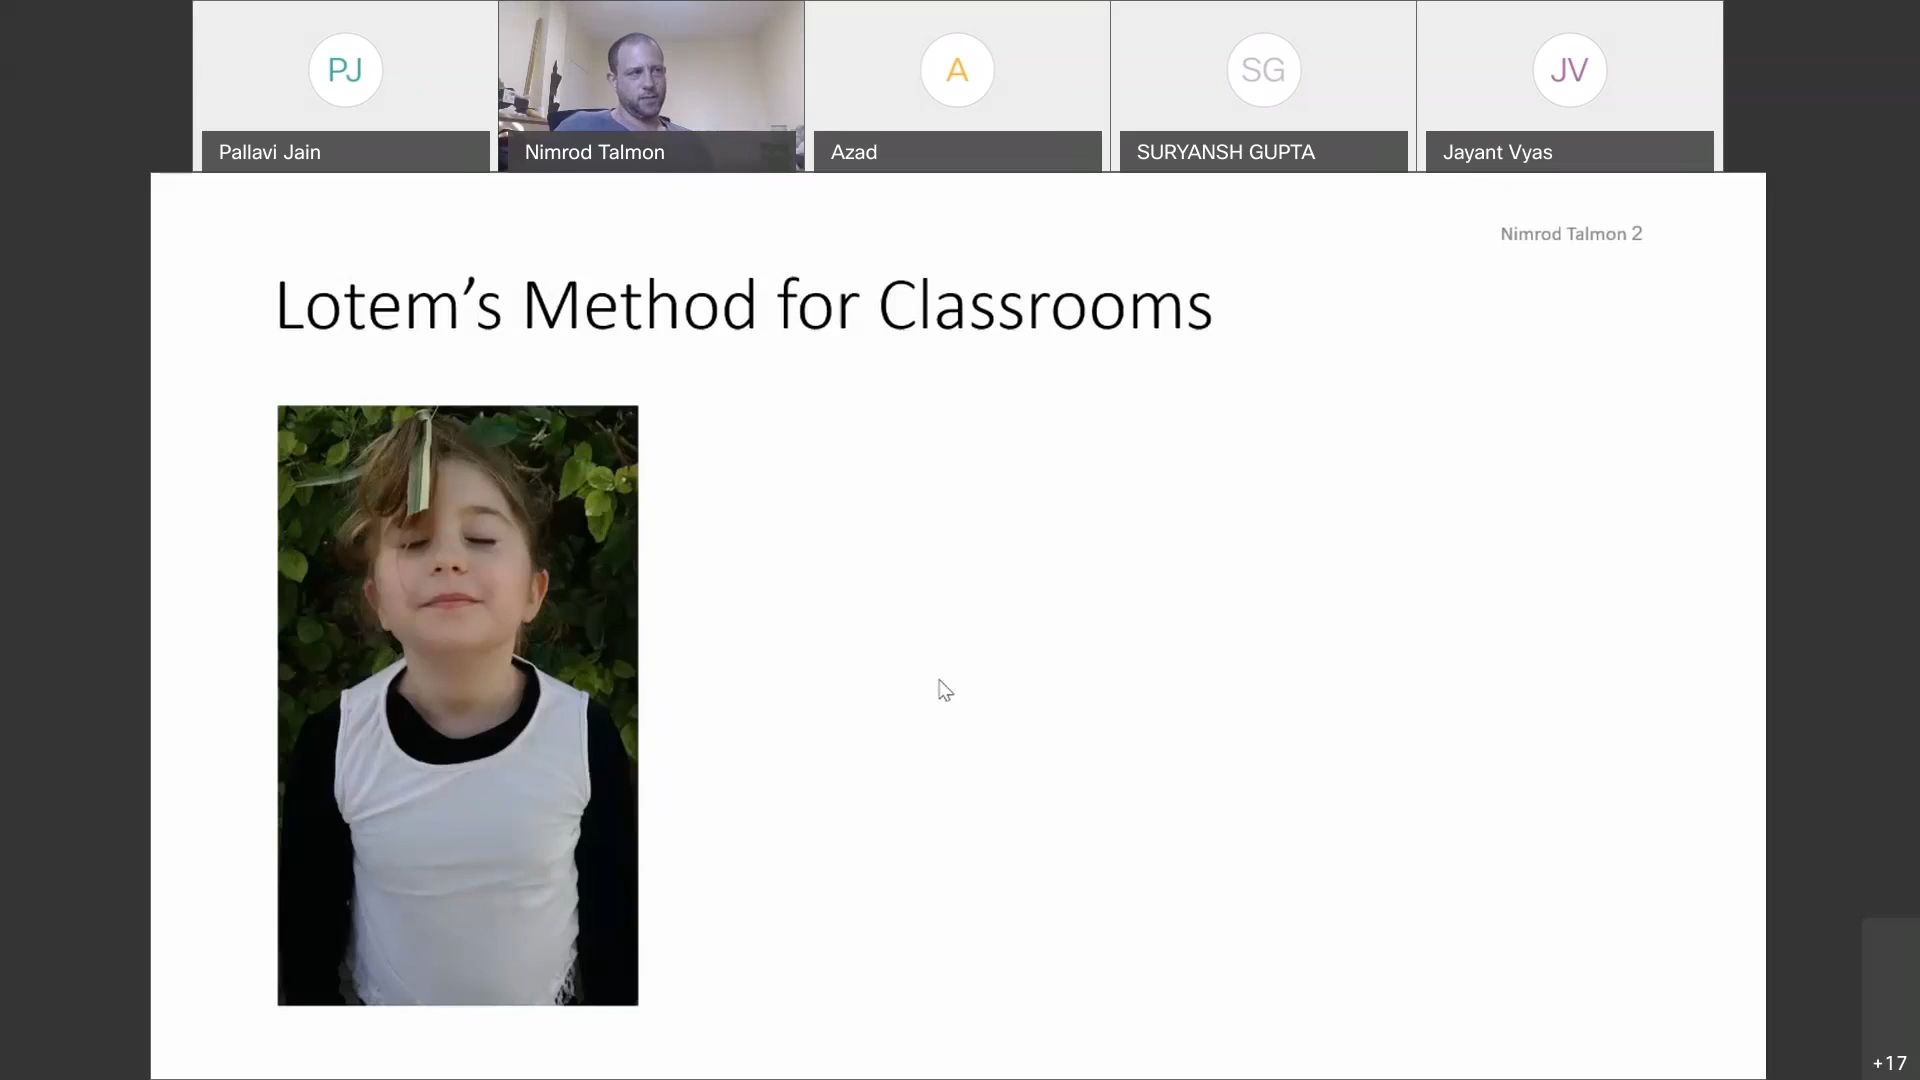 PJ
A
SG
JV
Pallavi Jain
Nimrod Talmon
Azad
SURYANSH GUPTA
Jayant Vyas
Nimrod Talmon 2
Lotem’s Method for Classrooms
+17